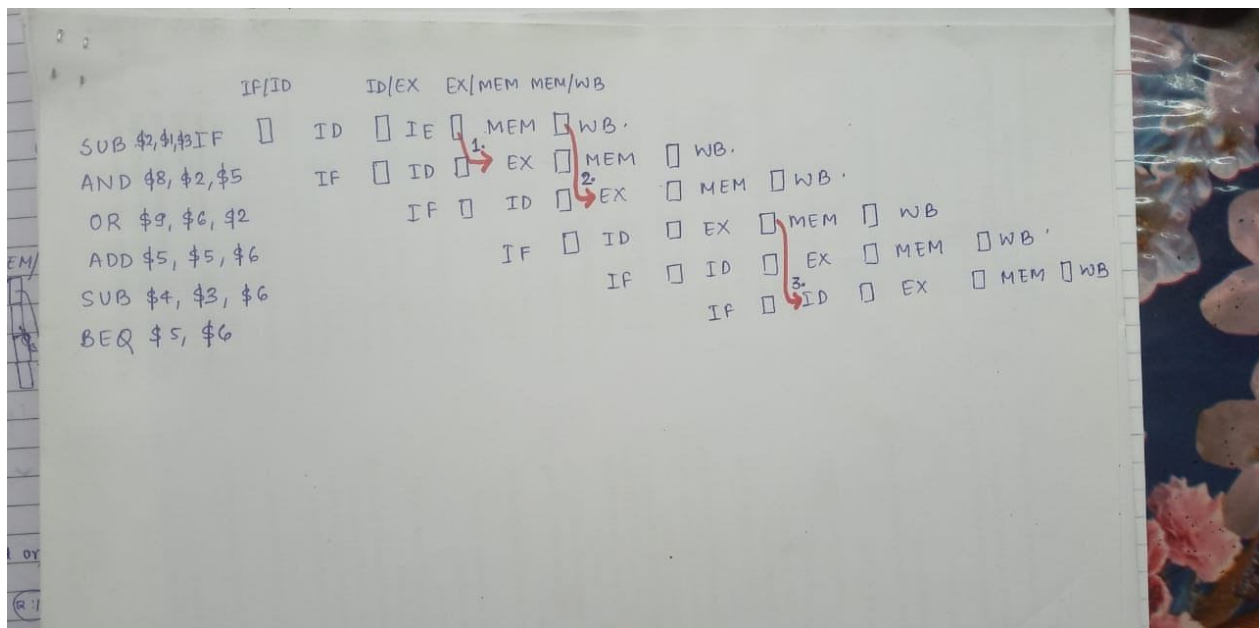 IF/ID ID/EX EX/MEM MEM/WB
SUB $2,$1,$3 IF ID IE MEM WB.
1.
AND $8, $2, $5 IF ID EX MEM WB.
2.
OR $9, $6, $2 IF ID EX MEM WB.
ADD $5, $5, $6 IF ID EX MEM WB
SUB $4, $3, $6 IF ID EX MEM WB
3.
BEQ $5, $6 IF ID EX MEM WB
EM/
or